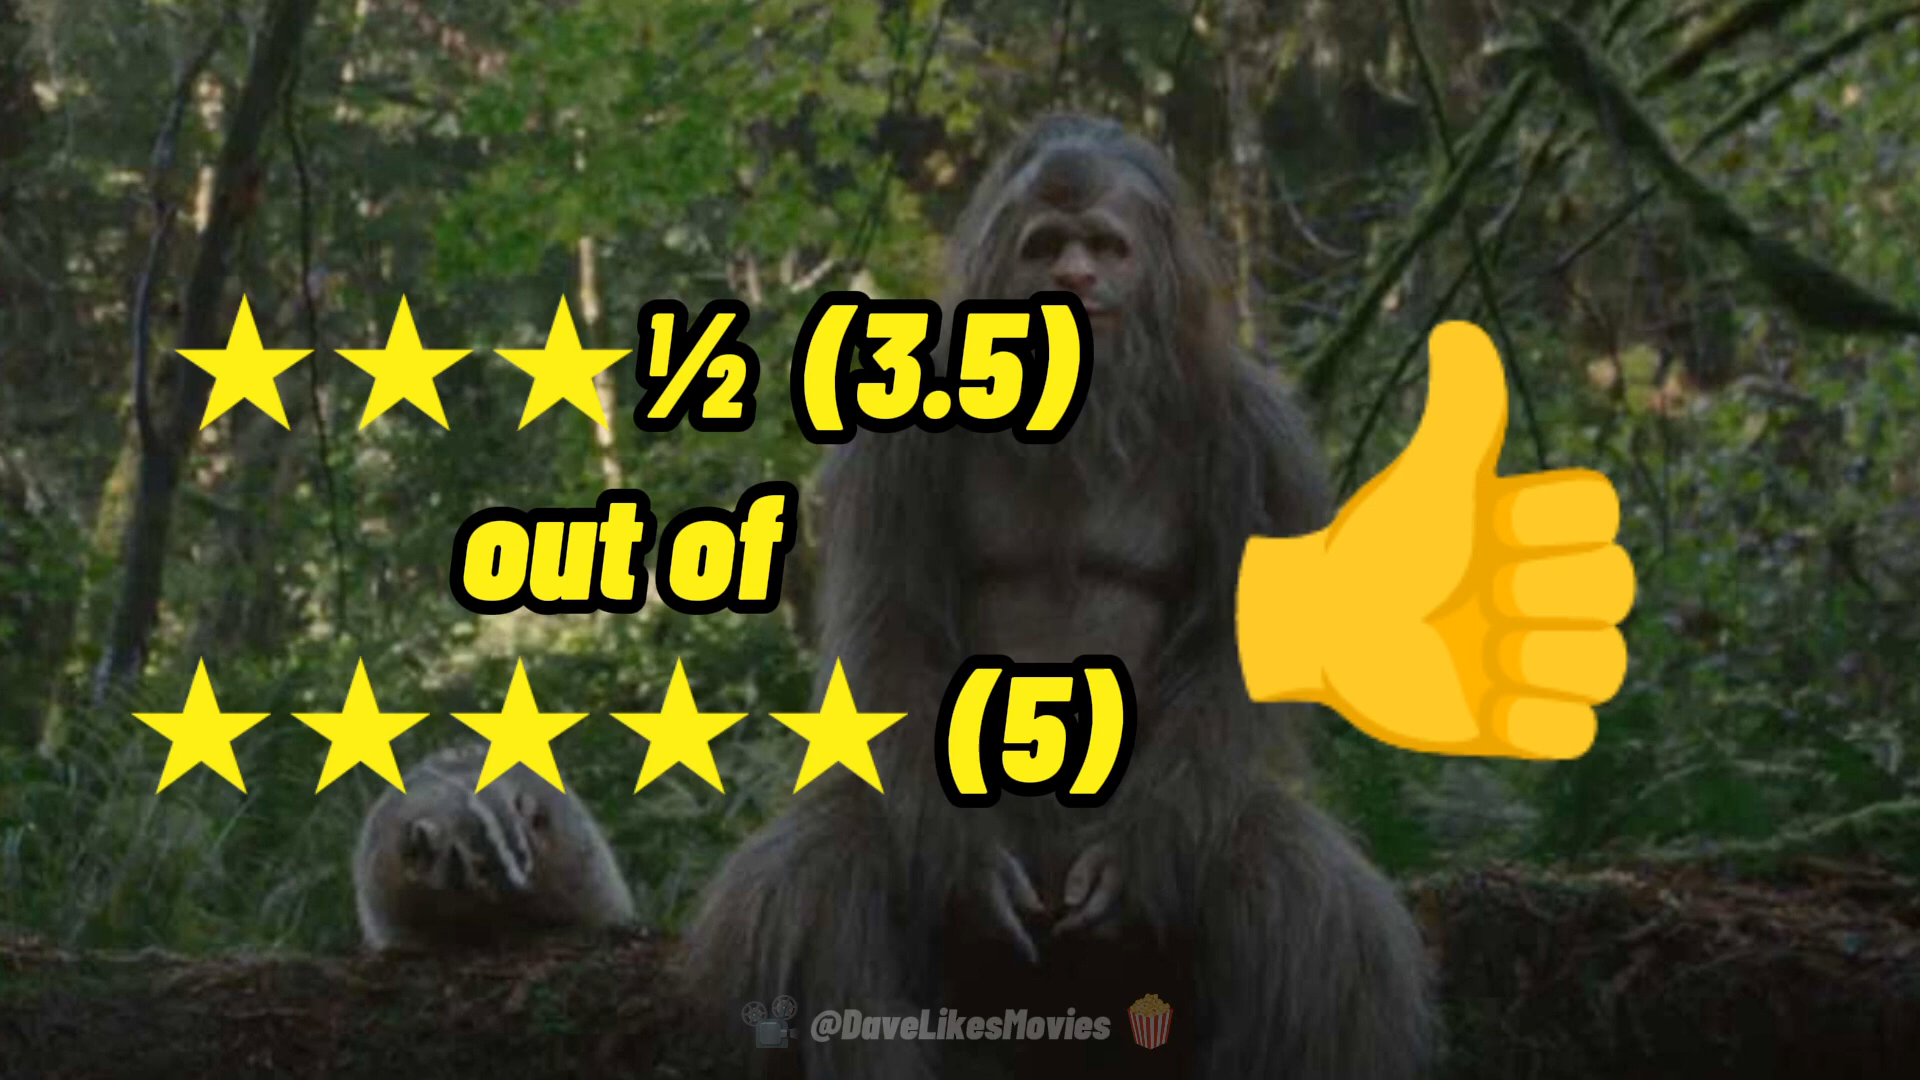 ★★★½ (3.5)
out of
★★★★★ (5)
@DaveLikesMovies